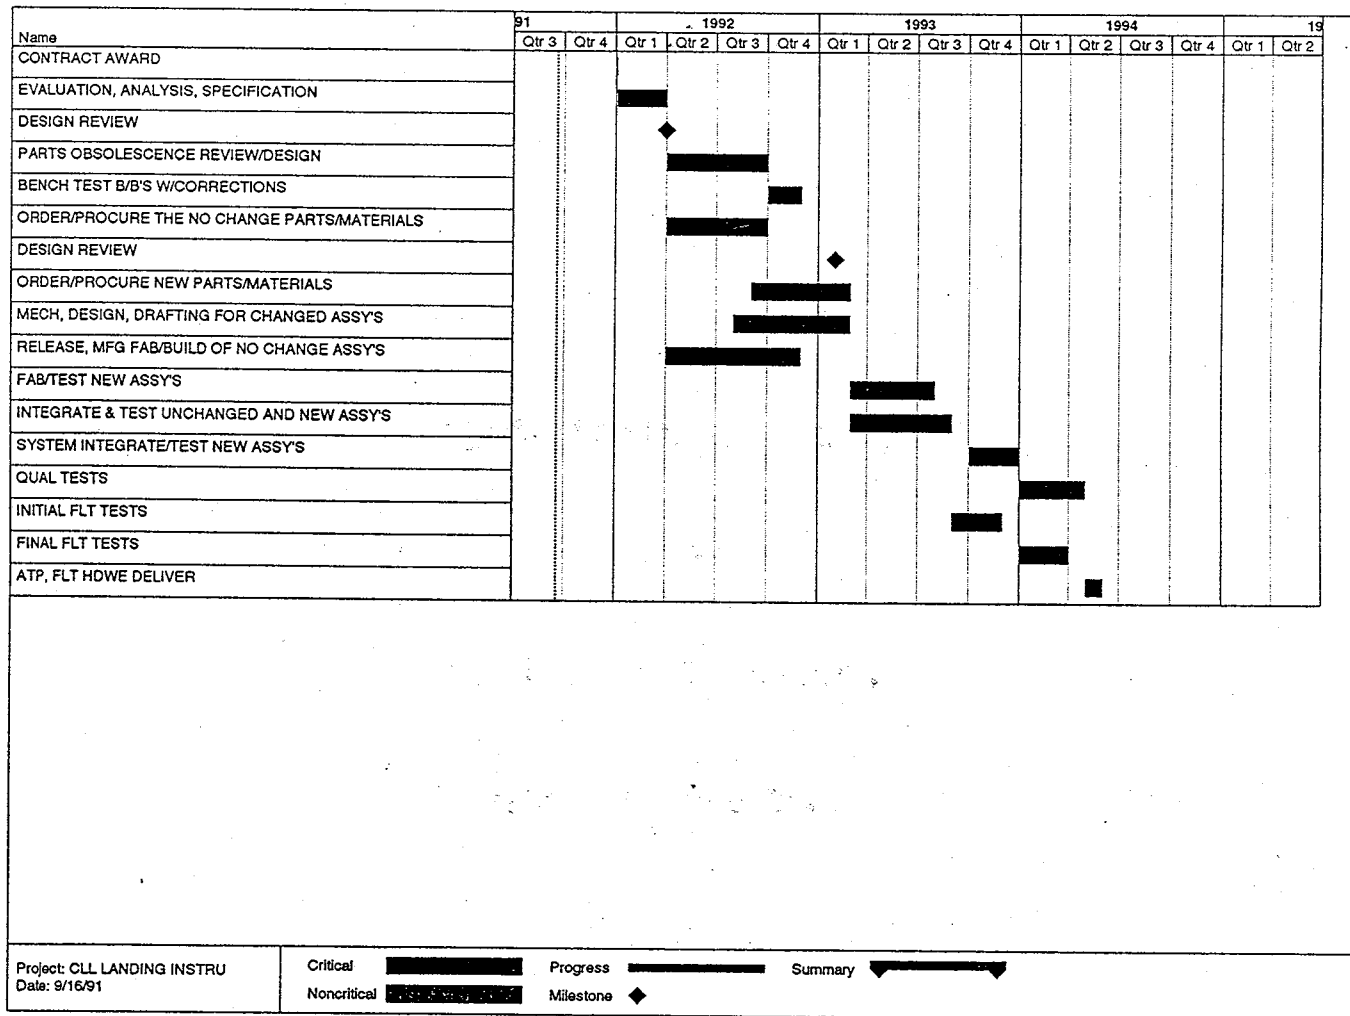 91 1992 1993 1994 19
Name Qtr 3 Qtr 4 Qtr 1 Qtr 2 Qtr 3 Qtr 4 Qtr 1 Qtr 2 Qtr 3 Qtr 4 Qtr 1 Qtr 2 Qtr 3 Qtr 4 Qtr 1 Qtr 2
CONTRACT AWARD
EVALUATION, ANALYSIS, SPECIFICATION
DESIGN REVIEW
PARTS OBSOLESCENCE REVIEW/DESIGN
BENCH TEST B/B'S W/CORRECTIONS
ORDER/PROCURE THE NO CHANGE PARTS/MATERIALS
DESIGN REVIEW
ORDER/PROCURE NEW PARTS/MATERIALS
MECH, DESIGN, DRAFTING FOR CHANGED ASSY'S
RELEASE, MFG FAB/BUILD OF NO CHANGE ASSY'S
FAB/TEST NEW ASSY'S
INTEGRATE & TEST UNCHANGED AND NEW ASSY'S
SYSTEM INTEGRATE/TEST NEW ASSY'S
QUAL TESTS
INITIAL FLT TESTS
FINAL FLT TESTS
ATP, FLT HDWE DELIVER
Project: CLL LANDING INSTRU
Date: 9/16/91
Critical Progress Summary
Noncritical Milestone